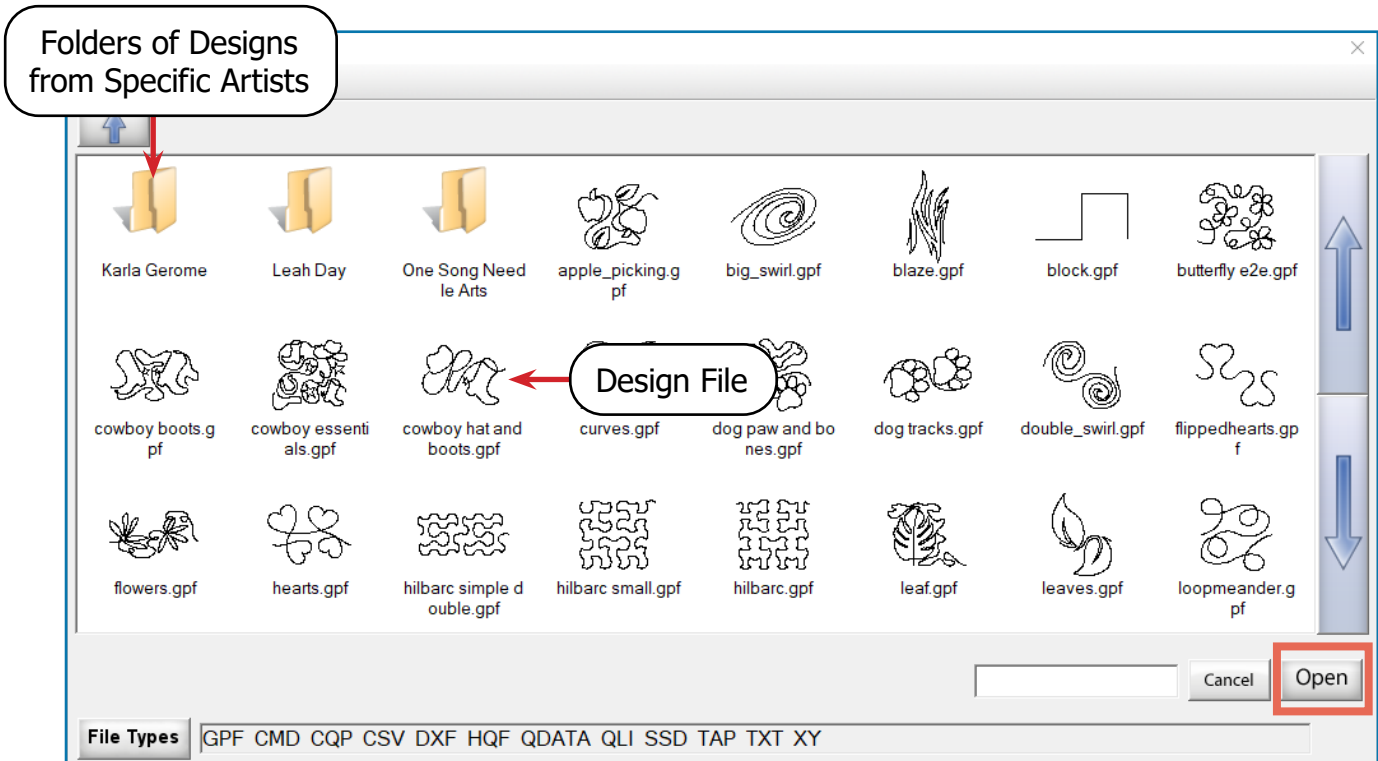 Folders of Designs
from Specific Artists
Karla Gerome
Leah Day
One Song Need
le Arts
apple_picking.g
pf
big_swirl.gpf
blaze.gpf
block.gpf
butterfly e2e.gpf
Design File
cowboy boots.g
pf
cowboy essenti
als.gpf
cowboy hat and
boots.gpf
curves.gpf
dog paw and bo
nes.gpf
dog tracks.gpf
double_swirl.gpf
flippedhearts.gp
f
flowers.gpf
hearts.gpf
hilbarc simple d
ouble.gpf
hilbarc small.gpf
hilbarc.gpf
leaf.gpf
leaves.gpf
loopmeander.g
pf
Cancel
Open
File Types
GPF CMD CQP CSV DXF HQF QDATA QLI SSD TAP TXT XY